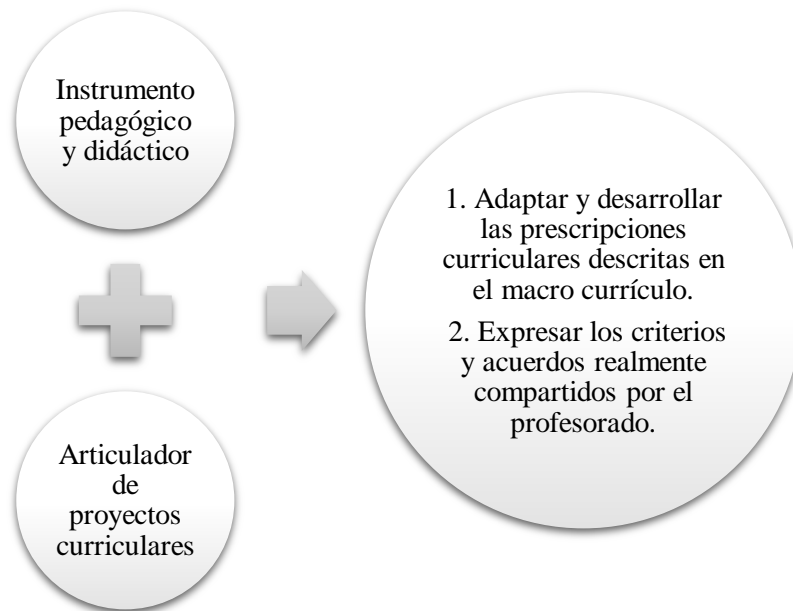 Instrumento
pedagógico
y didáctico
Articulador
de
proyectos
curriculares
1. Adaptar y desarrollar
las prescripciones
curriculares descritas en
el macro currículo.
2. Expresar los criterios
y acuerdos realmente
compartidos por el
profesorado.